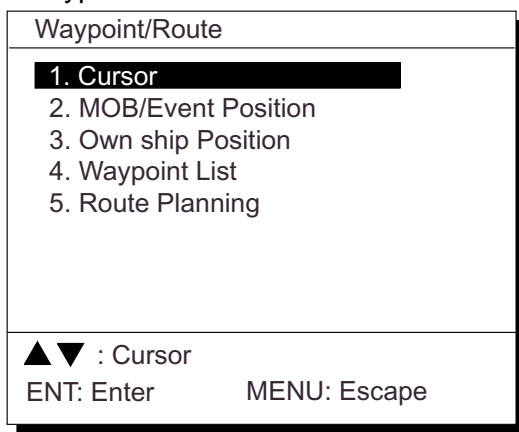 Waypoint/Route
1. Cursor
2. MOB/Event Position
3. Own ship Position
4. Waypoint List
5. Route Planning
▲▼ : Cursor
ENT: Enter MENU: Escape